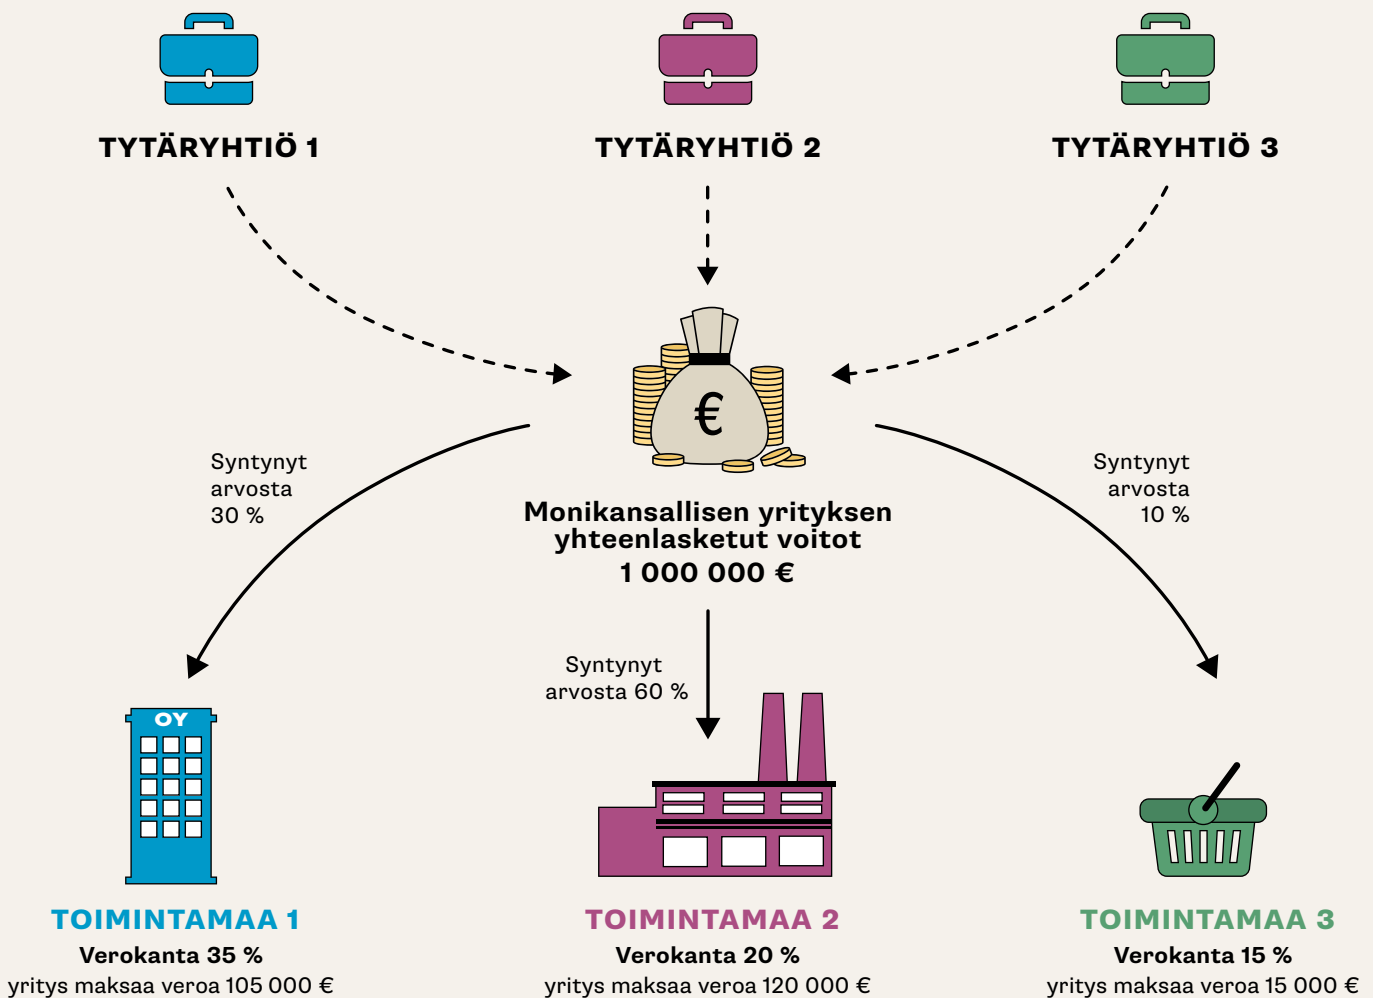 TYTÄRYHTIÖ 1
TYTÄRYHTIÖ 2
TYTÄRYHTIÖ 3
€
Syntynyt
arvosta
30 %
Monikansallisen yrityksen
yhteenlasketut voitot
1 000 000 €
Syntynyt
arvosta
10 %
Syntynyt
arvosta 60 %
OY
TOIMINTAMAA 1
Verokanta 35 %
yritys maksaa veroa 105 000 €
TOIMINTAMAA 2
Verokanta 20 %
yritys maksaa veroa 120 000 €
TOIMINTAMAA 3
Verokanta 15 %
yritys maksaa veroa 15 000 €